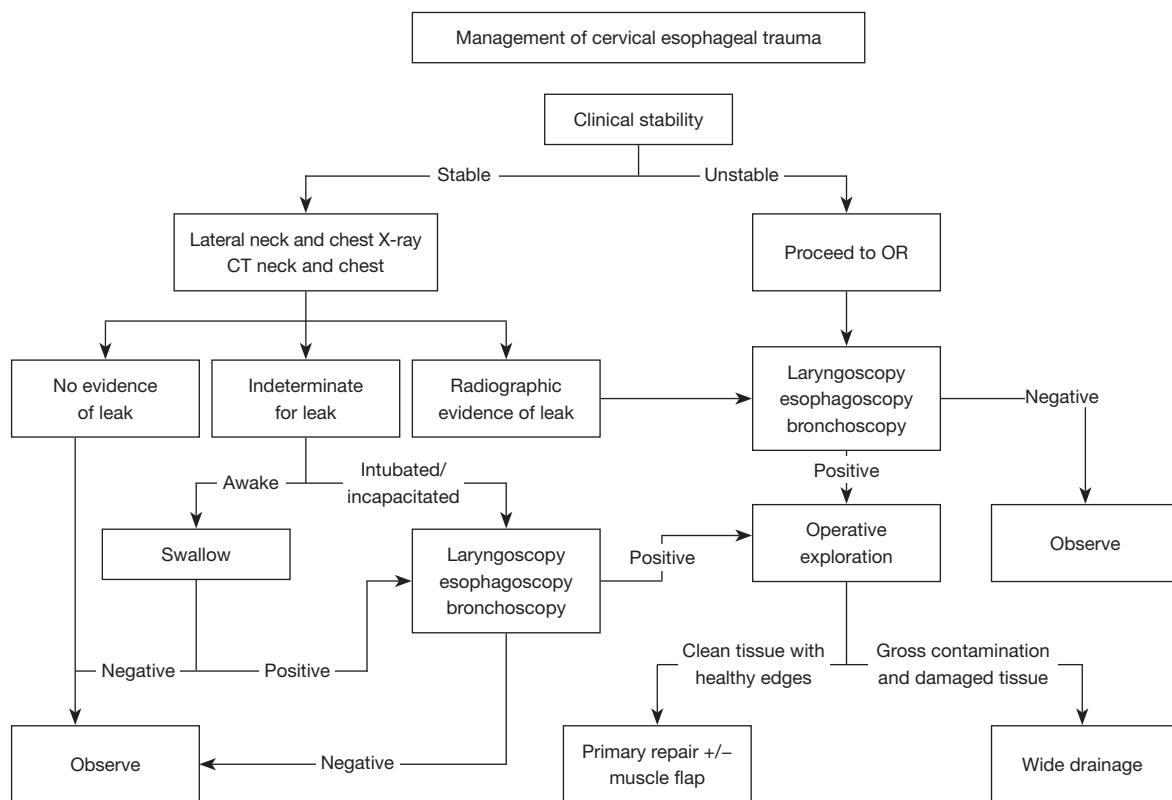 Management of cervical esophageal trauma
Clinical stability
Stable
Unstable
Lateral neck and chest X-ray
CT neck and chest
Proceed to OR
No evidence
of leak
Indeterminate
for leak
Radiographic
evidence of leak
Laryngoscopy
esophagoscopy
bronchoscopy
Negative
Awake
Intubated/
incapacitated
Positive
Swallow
Laryngoscopy
esophagoscopy
bronchoscopy
Positive
Operative
exploration
Observe
Negative
Positive
Clean tissue with
healthy edges
Gross contamination
and damaged tissue
Observe
Negative
Primary repair +/–
muscle flap
Wide drainage